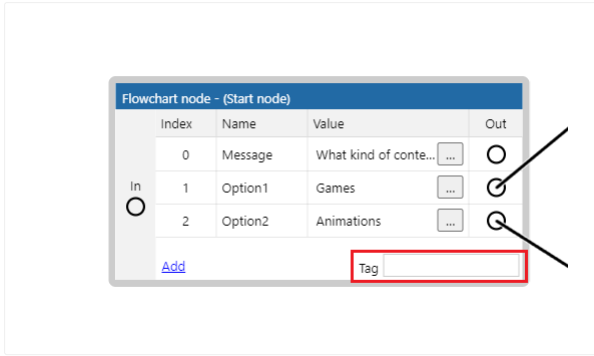 Flowchart node - (Start node)
Index Name Value Out
0 Message What kind of conte... ...
In 1 Option1 Games ...
2 Option2 Animations ...
Add Tag